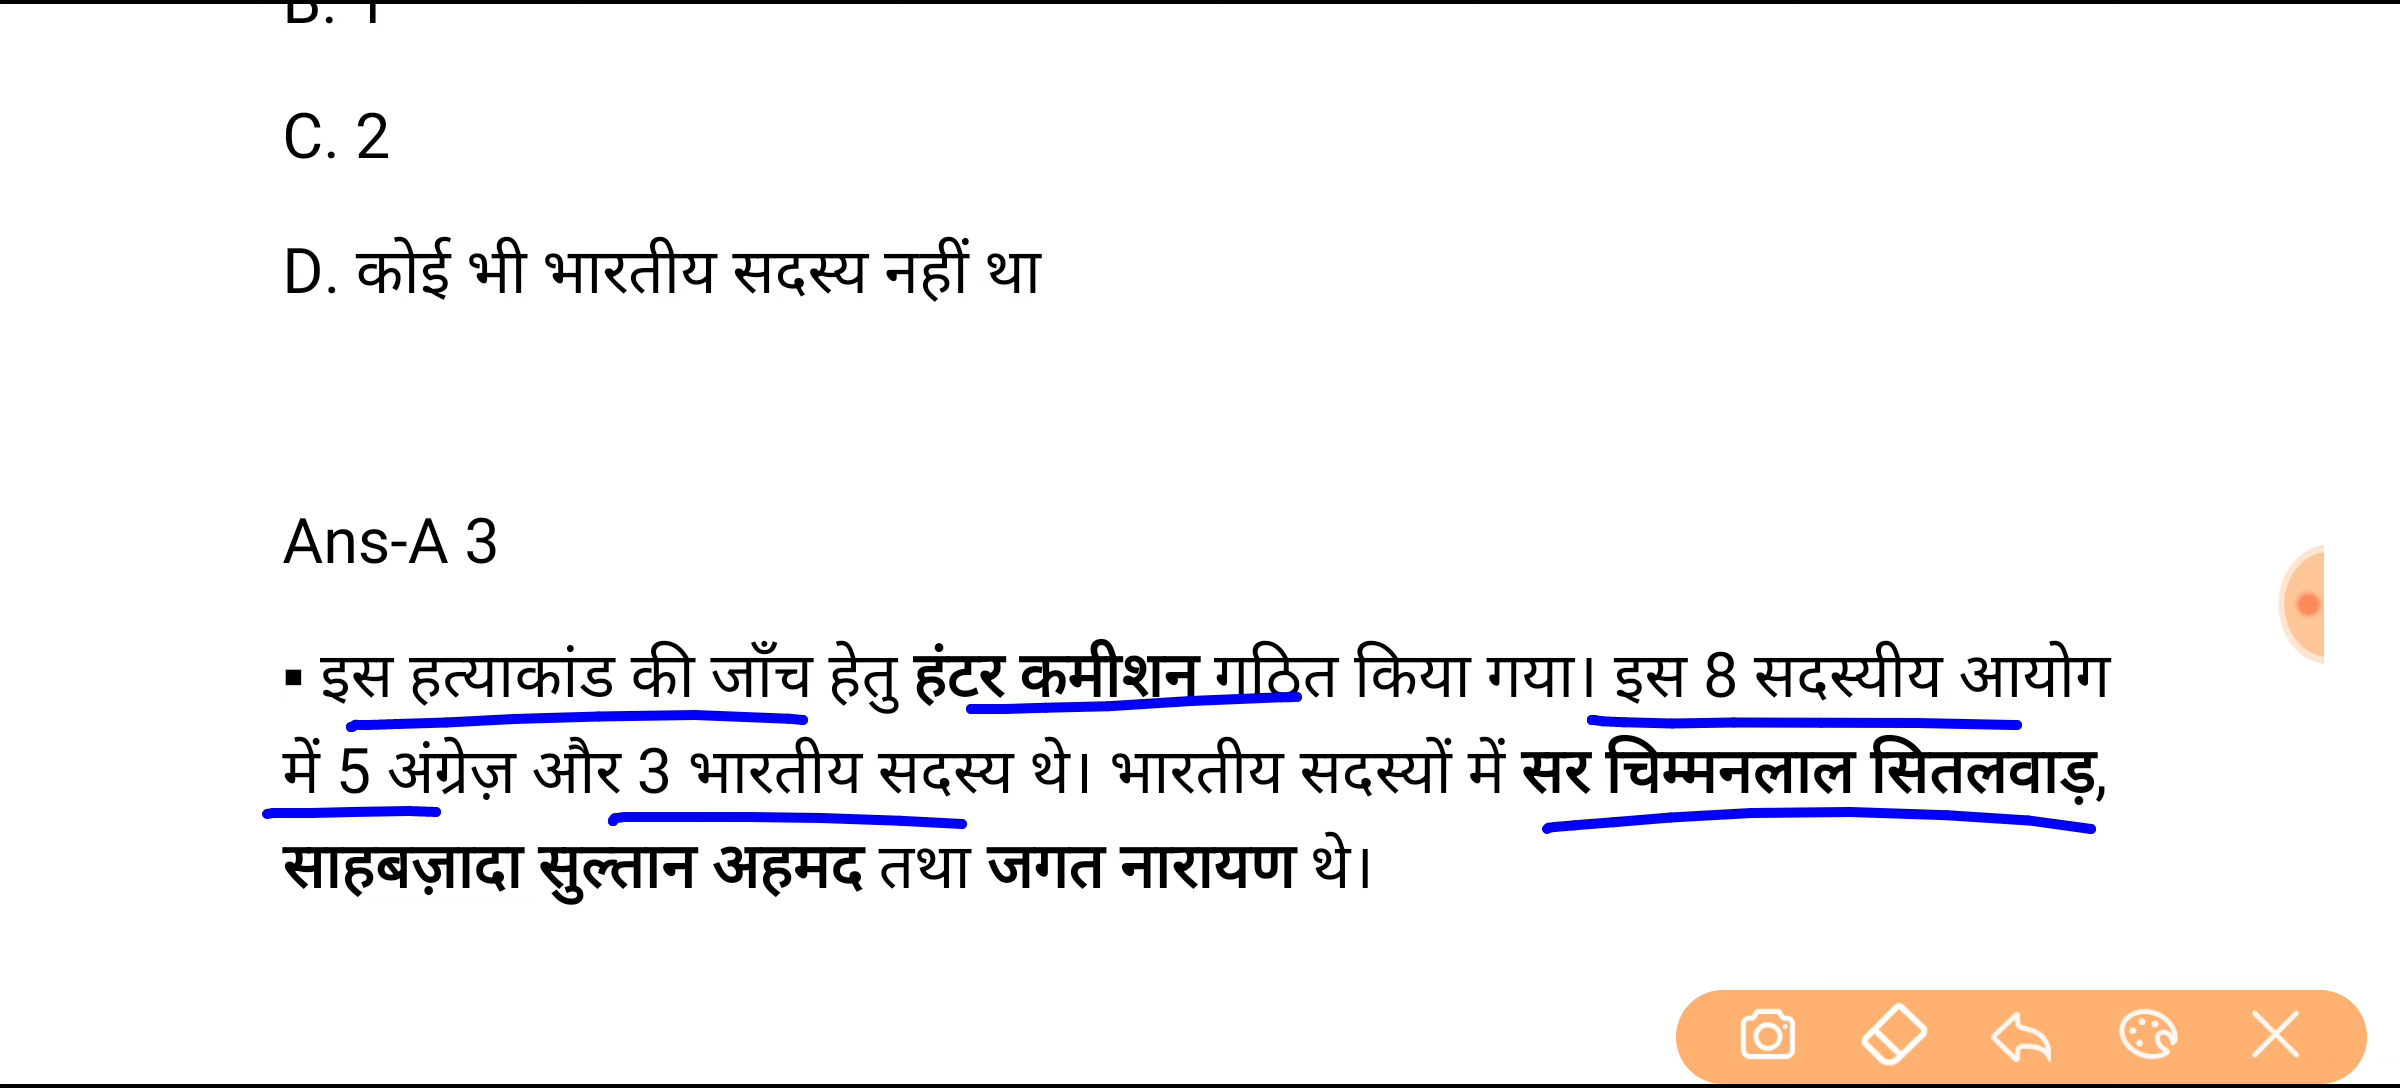 B. 1
C. 2
D. कोई भी भारतीय सदस्य नहीं था
Ans-A 3
▪ इस हत्याकांड की जाँच हेतु हंटर कमीशन गठित किया गया। इस 8 सदस्यीय आयोग
में 5 अंग्रेज़ और 3 भारतीय सदस्य थे। भारतीय सदस्यों में सर चिम्मनलाल सितलवाड़,
साहबज़ादा सुल्तान अहमद तथा जगत नारायण थे।